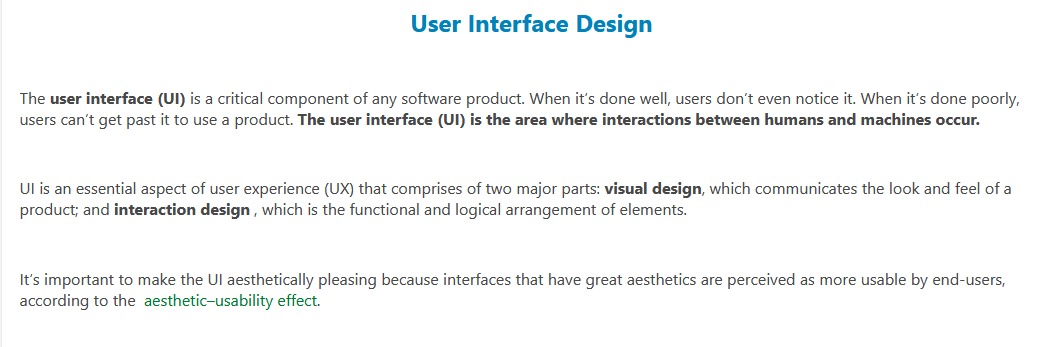 User Interface Design
The user interface (UI) is a critical component of any software product. When it's done well, users don't even notice it. When it's done poorly,
users can't get past it to use a product. The user interface (UI) is the area where interactions between humans and machines occur.
UI is an essential aspect of user experience (UX) that comprises of two major parts: visual design, which communicates the look and feel of a
product; and interaction design , which is the functional and logical arrangement of elements.
It's important to make the UI aesthetically pleasing because interfaces that have great aesthetics are perceived as more usable by end-users,
according to the aesthetic–usability effect.